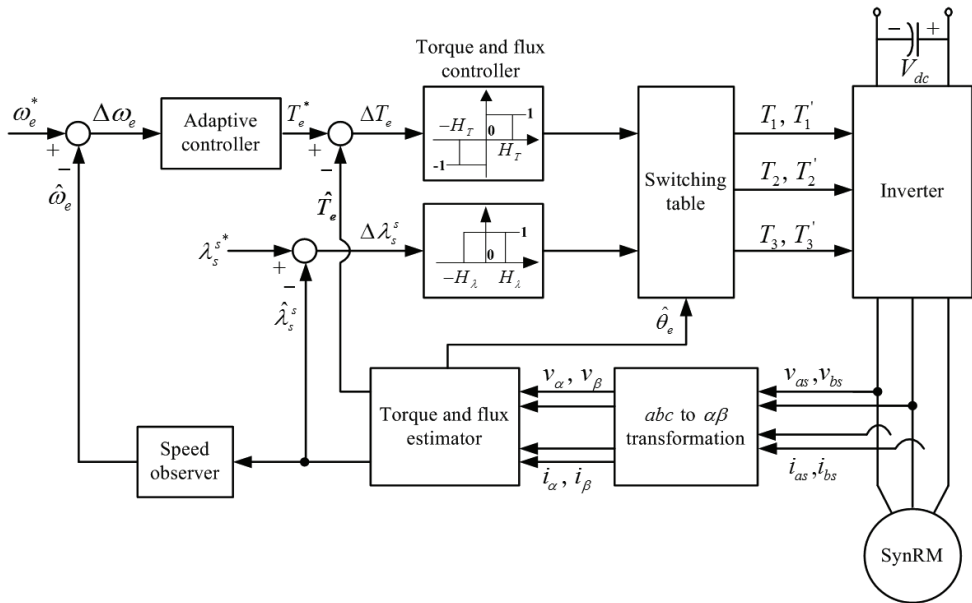 − +
V_dc
Torque and flux
controller
ω_e^* Δω_e Adaptive
controller T_e^* ΔT_e
+ −
+ −
−H_T 0 1
-1 H_T
T_1, T_1'
T_2, T_2'
T_3, T_3'
Switching
table
Inverter
ω̂_e
T̂_e
λ_s^{s*} Δλ_s^s
+ −
1
0
−H_λ H_λ
λ̂_s^s
θ̂_e
Torque and flux
estimator
v_α, v_β
i_α, i_β
abc to αβ
transformation
v_as, v_bs
i_as, i_bs
Speed
observer
SynRM